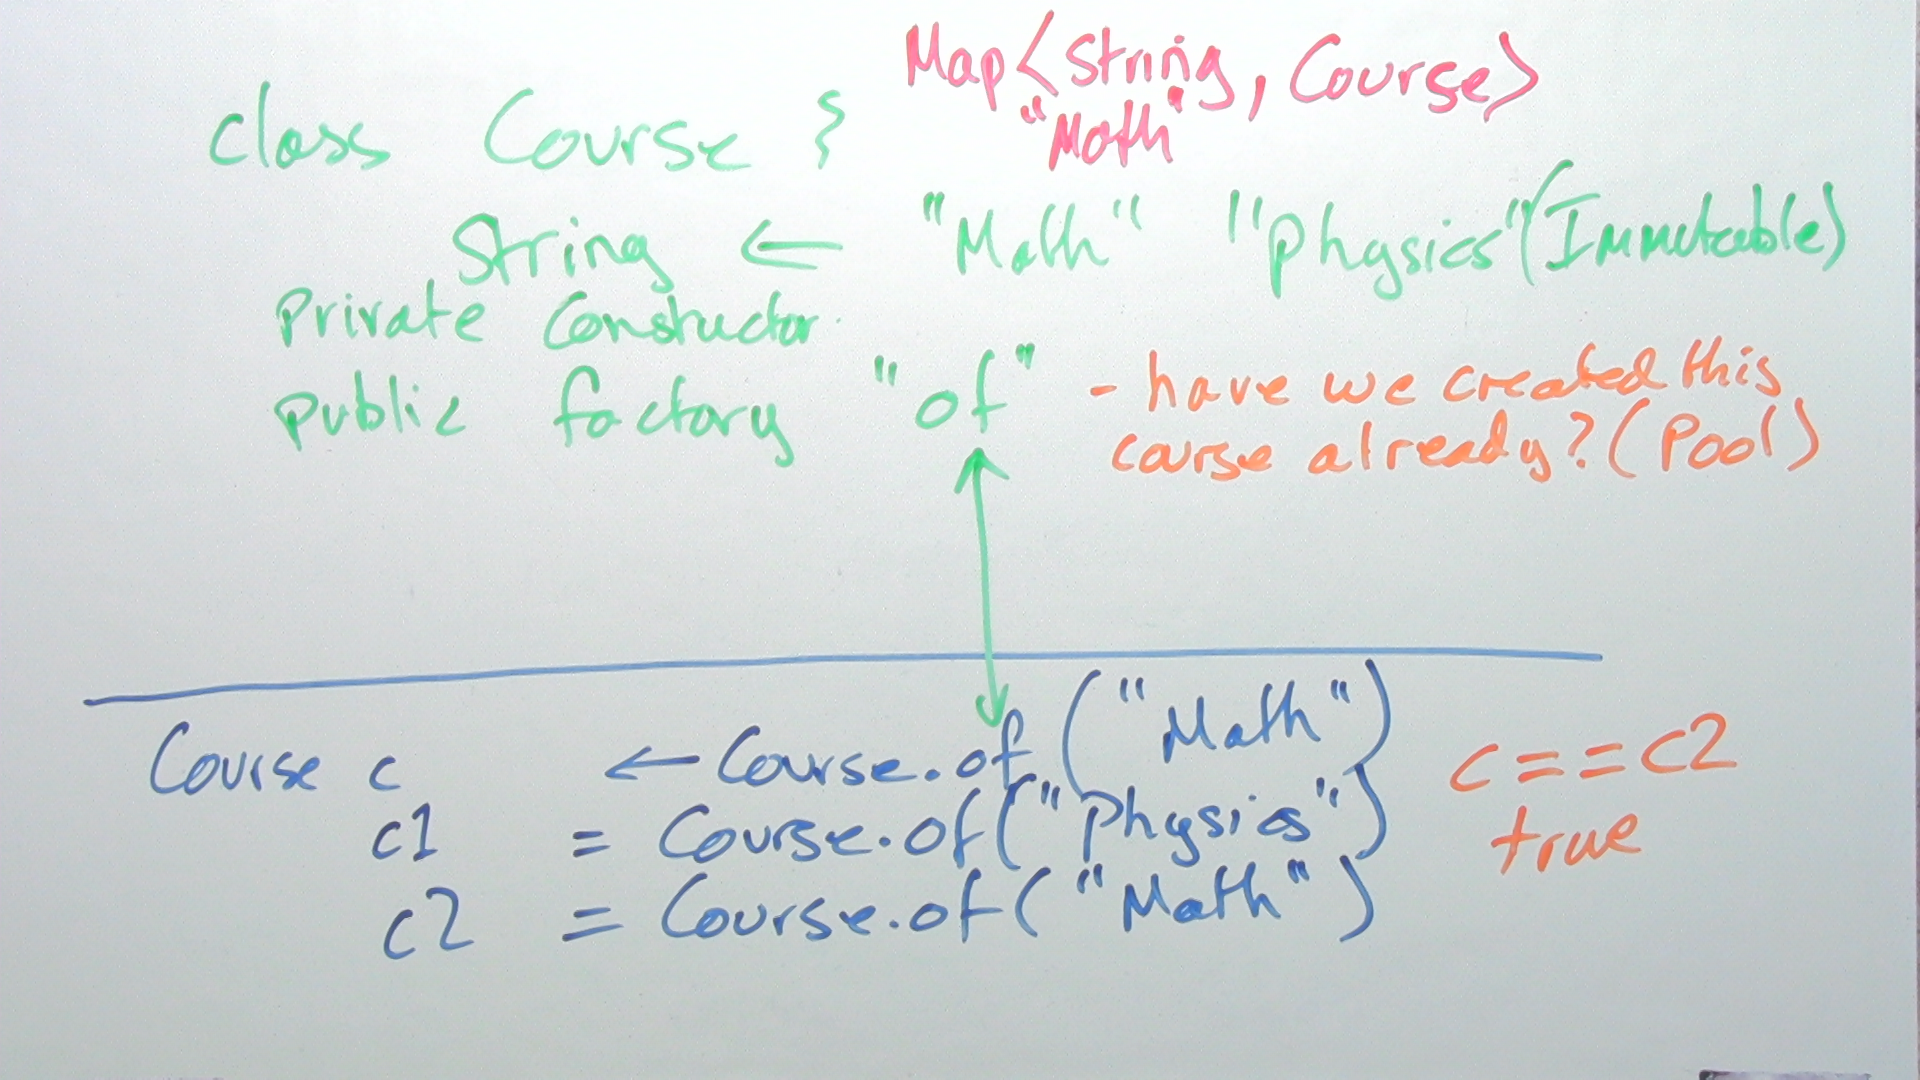 Map<String, Course>
"Math"
class Course {
String ← "Math" "Physics" (Immutable)
Private Constuctor.
public factory "of" - have we created this
course already? (Pool)
Course c ← Course.of("Math")
c1 = Course.of("Physics")
c2 = Course.of("Math")
c==c2
true